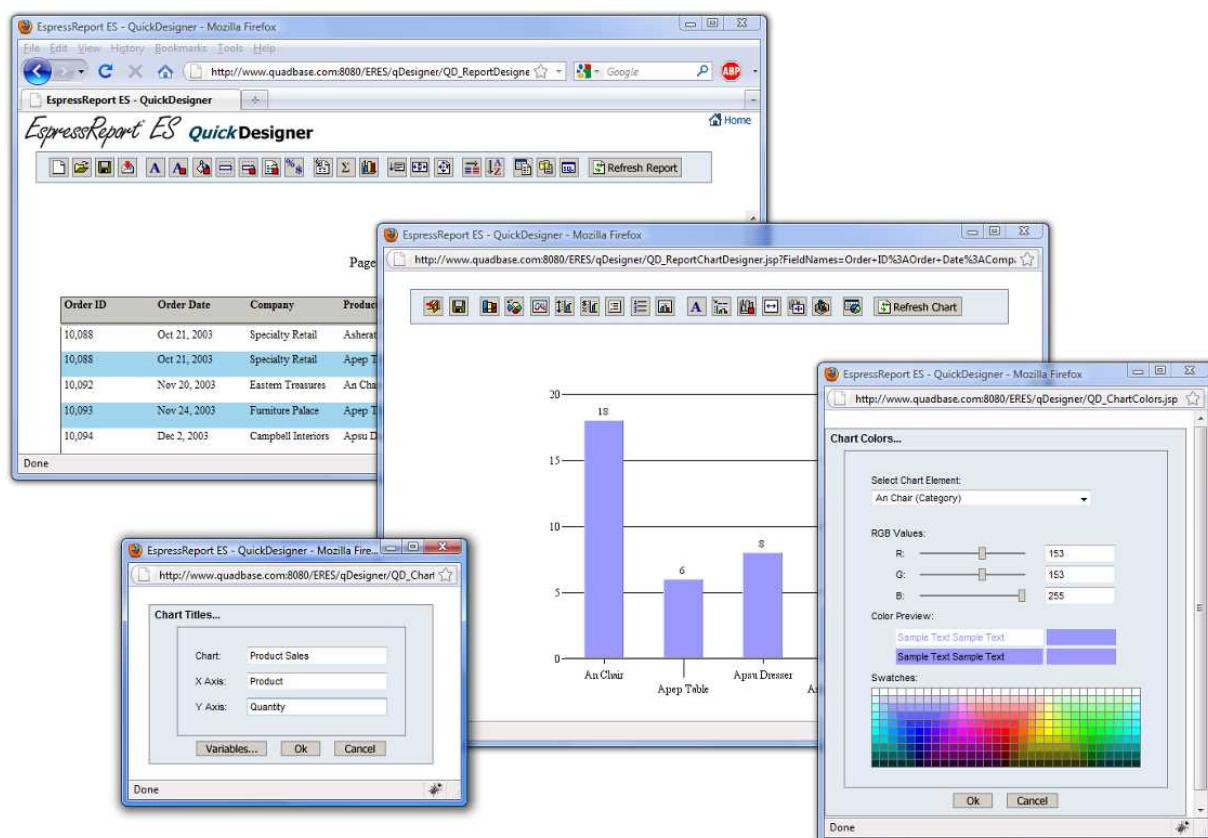 EspressReport ES - QuickDesigner - Mozilla Firefox
File Edit View History Bookmarks Tools Help
http://www.quadbase.com:8080/ERES/qDesigner/QD_ReportDesigne
Google
ABP
EspressReport ES - QuickDesigner
EspressReport ES QuickDesigner
Home
Refresh Report
Page
Order ID Order Date Company Produc
10,088 Oct 21, 2003 Specialty Retail Asherat
10,088 Oct 21, 2003 Specialty Retail Apep T
10,092 Nov 20, 2003 Eastern Treasures An Cha
10,093 Nov 24, 2003 Furniture Palace Apep T
10,094 Dec 2, 2003 Campbell Interiors Apsu D
Done
EspressReport ES - QuickDesigner - Mozilla Firefox
http://www.quadbase.com:8080/ERES/qDesigner/QD_ReportChartDesigner.jsp?FieldNames=Order+ID%3AOrder+Date%3ACompa
Refresh Chart
20
18
15
10
8
6
5
0
An Chair
Apep Table
Apsu Dresser
As
EspressReport ES - QuickDesigner - Mozilla Firefox
http://www.quadbase.com:8080/ERES/qDesigner/QD_ChartColors.jsp
Chart Colors...
Select Chart Element:
An Chair (Category)
RGB Values:
R: 153
G: 153
B: 255
Color Preview:
Sample Text Sample Text
Sample Text Sample Text
Swatches:
Ok Cancel
Done
EspressReport ES - QuickDesigner - Mozilla Fire...
http://www.quadbase.com:8080/ERES/qDesigner/QD_Chart
Chart Titles...
Chart: Product Sales
X Axis: Product
Y Axis: Quantity
Variables... Ok Cancel
Done